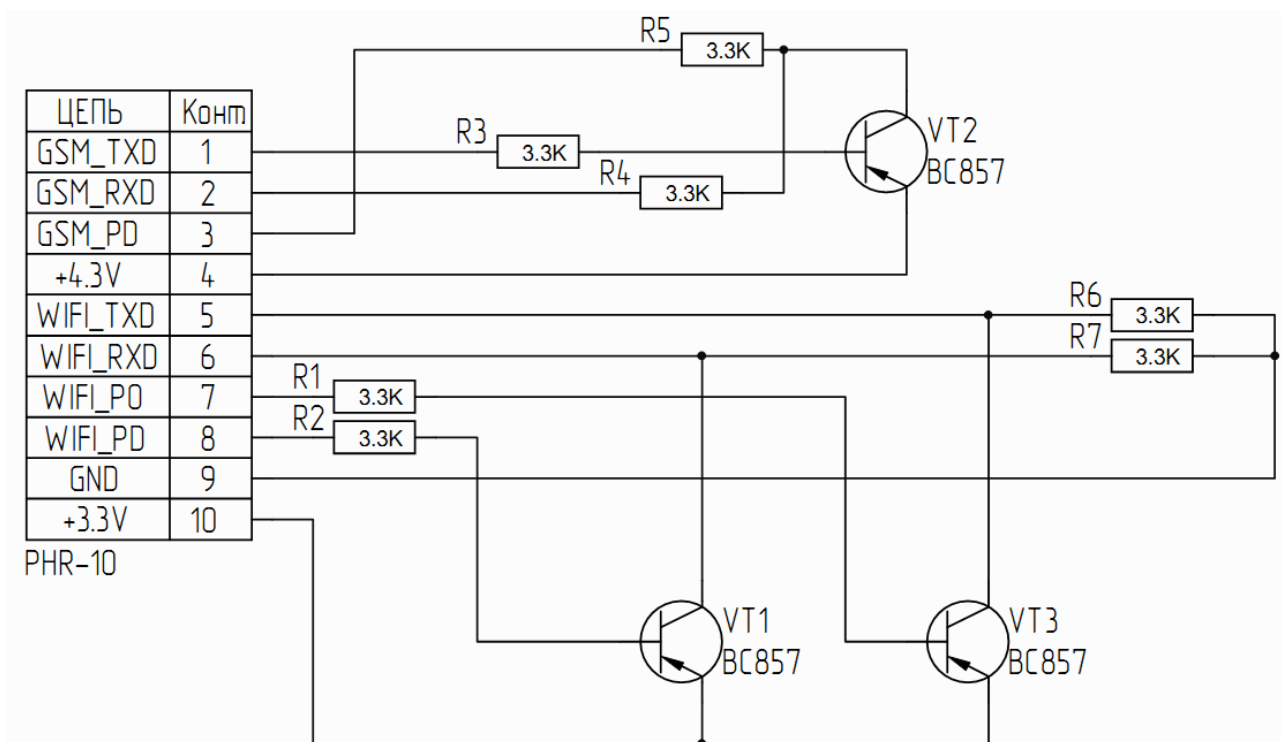 R5 3.3K
ЦЕПЬ Конт
GSM_TXD 1
R3 3.3K
VT2
BC857
GSM_RXD 2
R4 3.3K
GSM_PD 3
+4.3V 4
WIFI_TXD 5
R6 3.3K
WIFI_RXD 6
R7 3.3K
WIFI_PO 7
R1 3.3K
WIFI_PD 8
R2 3.3K
GND 9
+3.3V 10
PHR-10
VT1
BC857
VT3
BC857